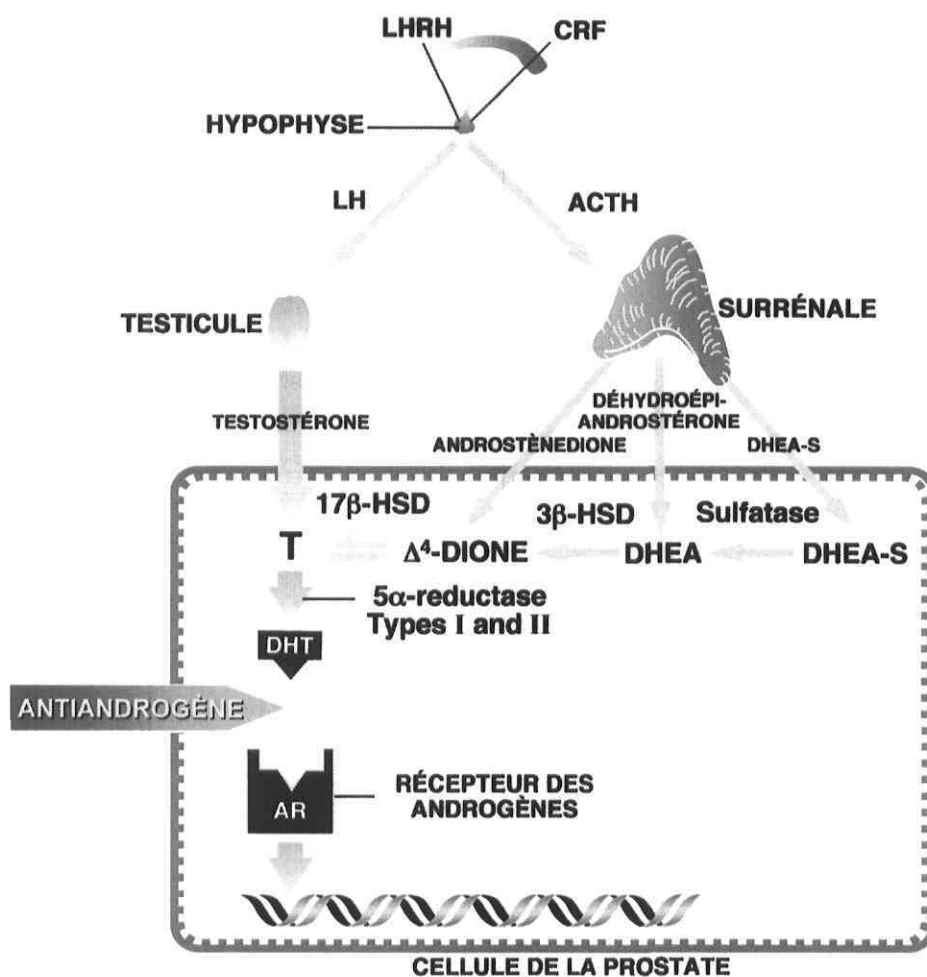 LHRH
CRF
HYPOPHYSE
LH
ACTH
TESTICULE
SURRÉNALE
TESTOSTÉRONE
DÉHYDROÉPI-
ANDROSTÉRONE
ANDROSTÈNEDIONE
DHEA-S
17β-HSD
3β-HSD
Sulfatase
T
Δ⁴-DIONE
DHEA
DHEA-S
5α-reductase
Types I and II
DHT
ANTIANDROGÈNE
RÉCEPTEUR DES
ANDROGÈNES
AR
CELLULE DE LA PROSTATE